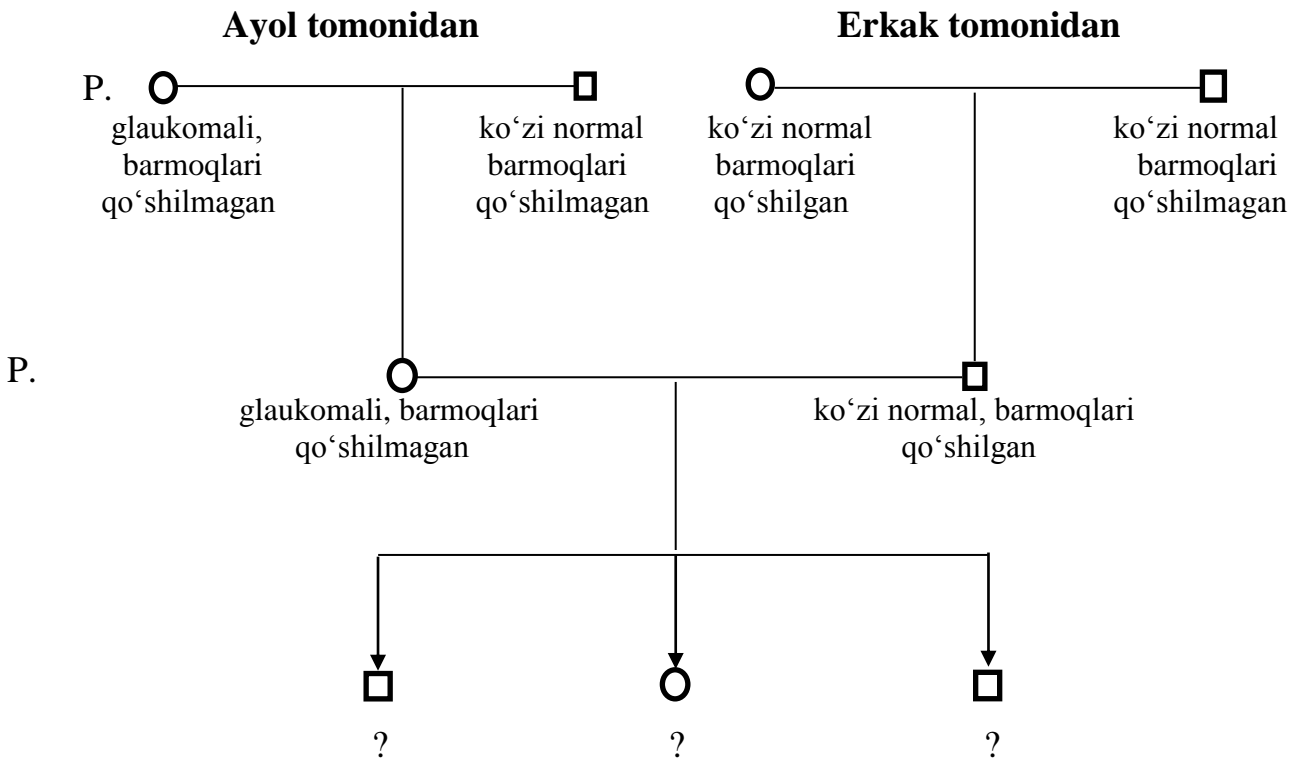 Ayol tomonidan
Erkak tomonidan
P.
glaukomali,
barmoqlari
qo‘shilmagan
ko‘zi normal
barmoqlari
qo‘shilmagan
ko‘zi normal
barmoqlari
qo‘shilgan
ko‘zi normal
barmoqlari
qo‘shilmagan
P.
glaukomali, barmoqlari
qo‘shilmagan
ko‘zi normal, barmoqlari
qo‘shilgan
?
?
?